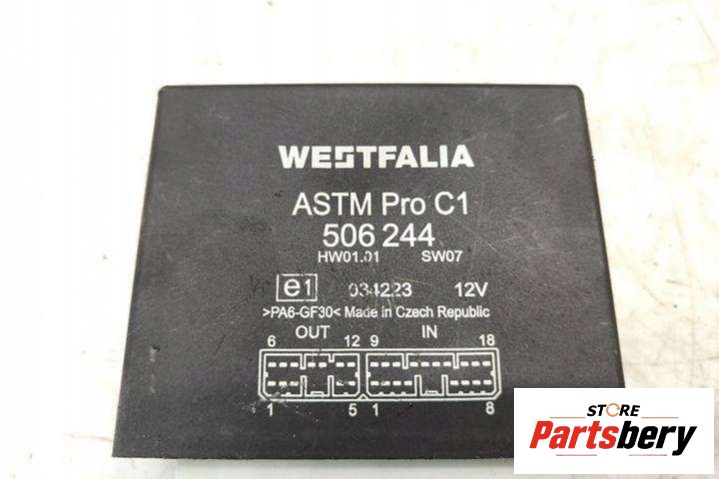 WESTFALIA
ASTM Pro C1
506 244
HW01.01 SW07
e1 034223 12V
>PA6-GF30< Made in Czech Republic
OUT IN
6 12 9 18
1 5 1 8
STORE
Partsbery